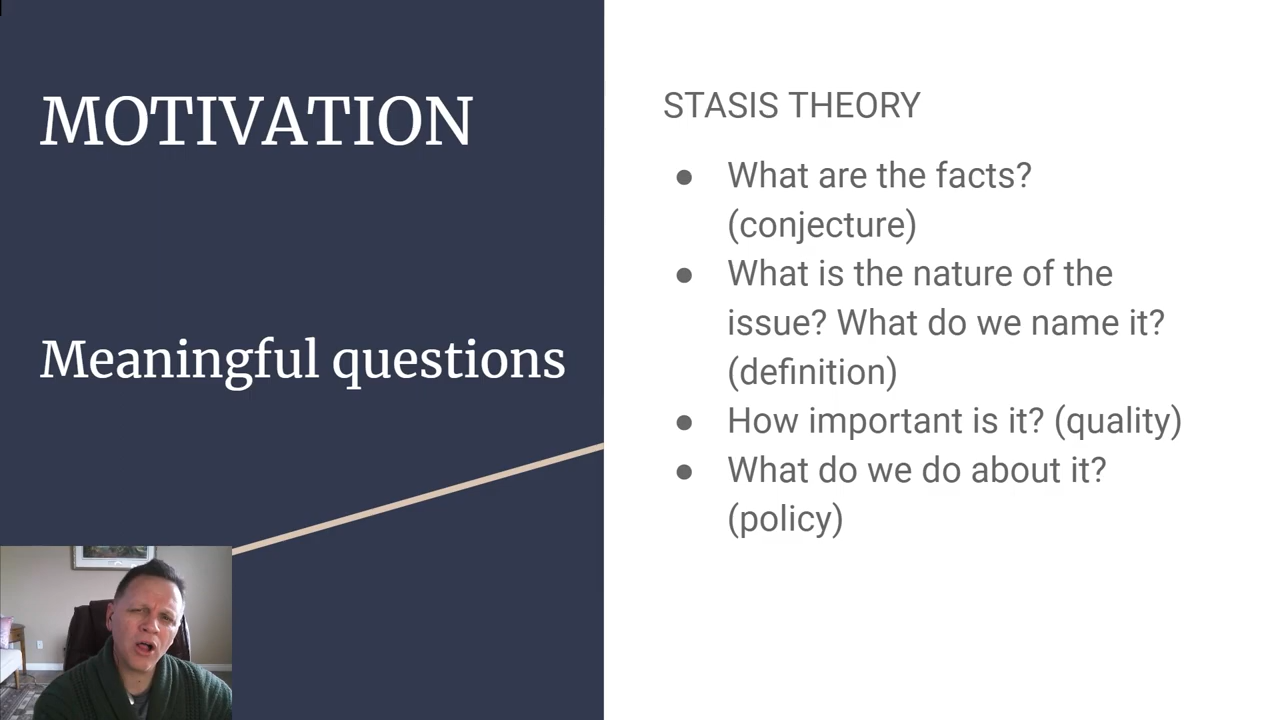 MOTIVATION
Meaningful questions
STASIS THEORY
● What are the facts?
(conjecture)
● What is the nature of the
issue? What do we name it?
(definition)
● How important is it? (quality)
● What do we do about it?
(policy)